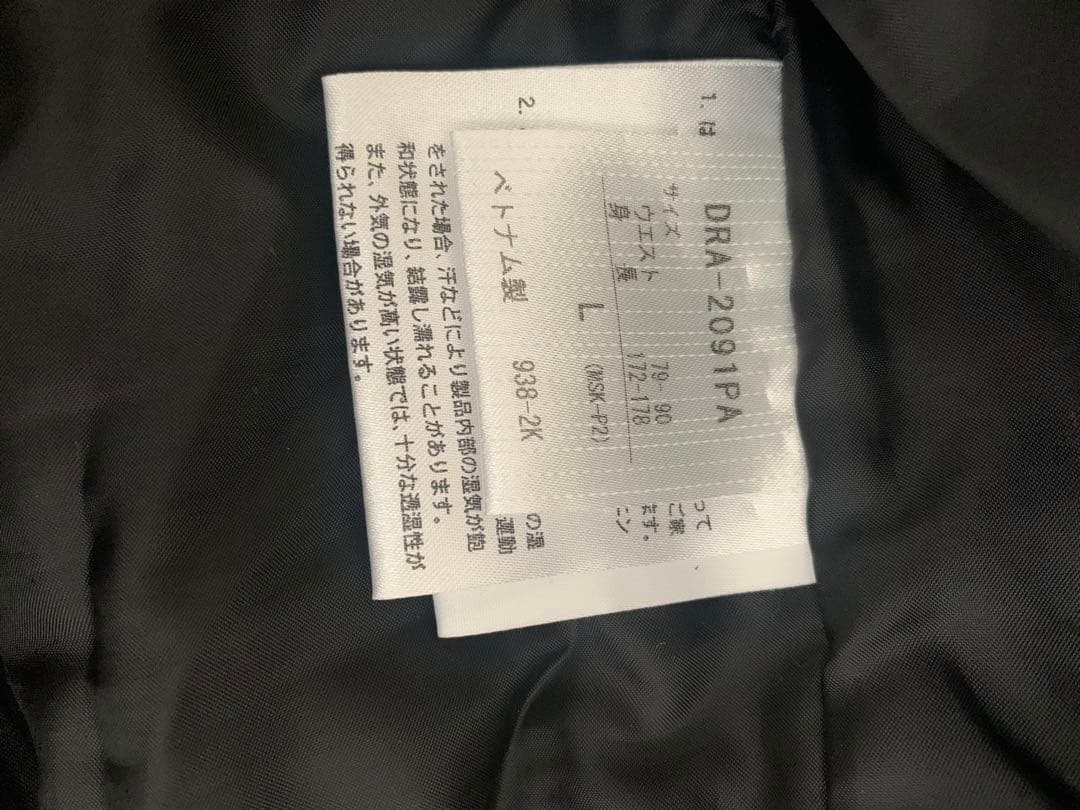 DRA-2091PA
サイズ
ウエスト 79-90
身長 172-178
L (MSK-P2)
ベトナム製 938-2K
1. は
って
ご家
ます。
ニン
2.
の湿
運動
をされた場合、汗などにより製品内部の湿気が飽
和状態になり、結露し濡れることがあります。
また、外気の湿気が高い状態では、十分な透湿性が
得られない場合があります。